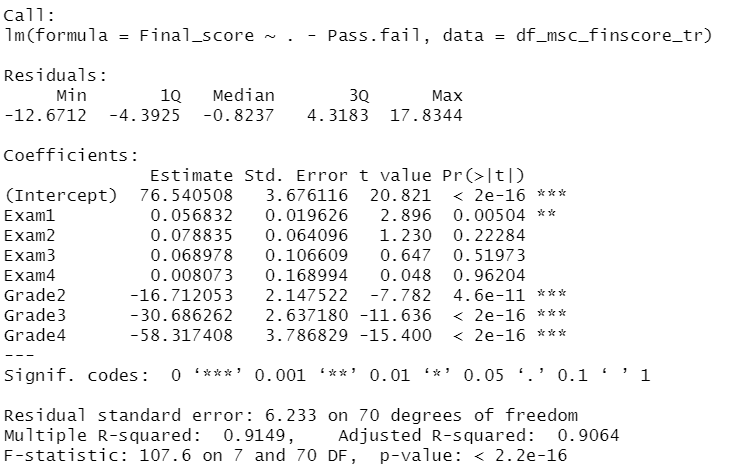 Call:
lm(formula = Final_score ~ . - Pass.fail, data = df_msc_finscore_tr)
Residuals:
     Min       1Q   Median       3Q      Max
-12.6712  -4.3925  -0.8237   4.3183  17.8344
Coefficients:
              Estimate Std. Error t value Pr(>|t|)
(Intercept)  76.540508   3.676116  20.821  < 2e-16 ***
Exam1         0.056832   0.019626   2.896  0.00504 **
Exam2         0.078835   0.064096   1.230  0.22284
Exam3         0.068978   0.106609   0.647  0.51973
Exam4         0.008073   0.168994   0.048  0.96204
Grade2      -16.712053   2.147522  -7.782  4.6e-11 ***
Grade3      -30.686262   2.637180 -11.636  < 2e-16 ***
Grade4      -58.317408   3.786829 -15.400  < 2e-16 ***
---
Signif. codes:  0 ‘***’ 0.001 ‘**’ 0.01 ‘*’ 0.05 ‘.’ 0.1 ‘ ’ 1
Residual standard error: 6.233 on 70 degrees of freedom
Multiple R-squared:  0.9149,    Adjusted R-squared:  0.9064
F-statistic: 107.6 on 7 and 70 DF,  p-value: < 2.2e-16